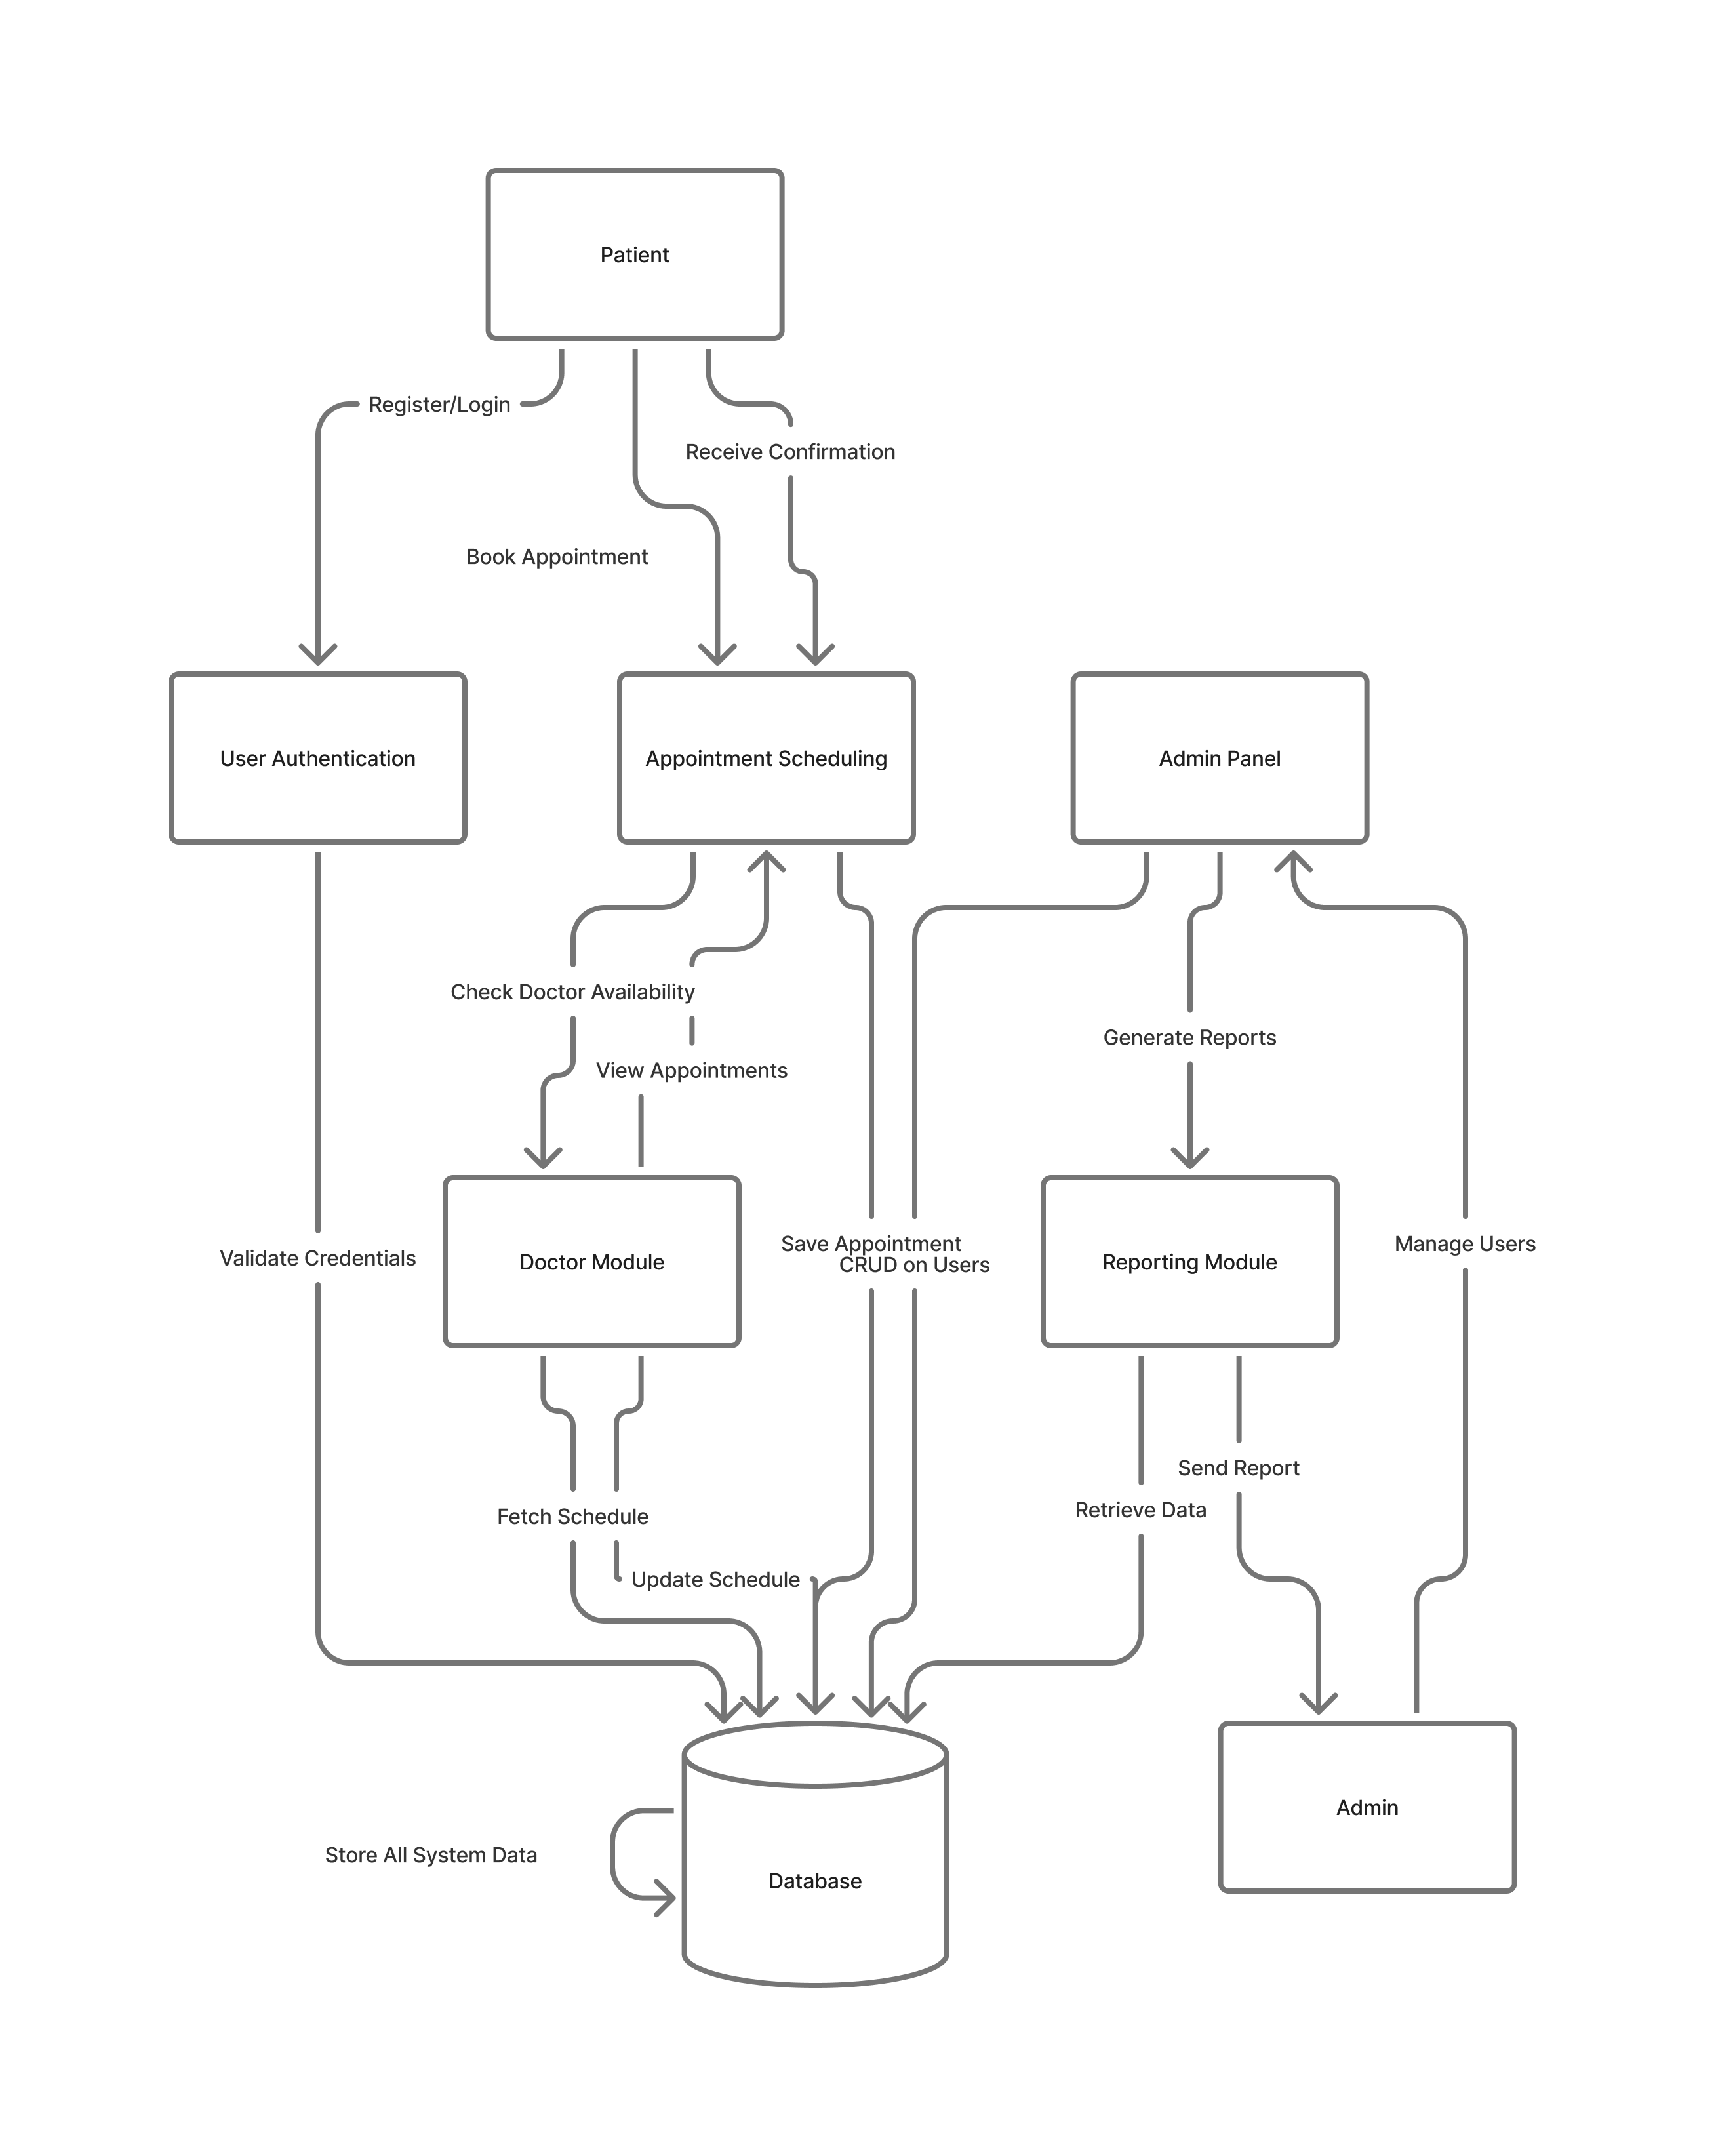 Patient
Register/Login
Receive Confirmation
Book Appointment
User Authentication
Appointment Scheduling
Admin Panel
Check Doctor Availability
Generate Reports
View Appointments
Save Appointment
Manage Users
Validate Credentials
Doctor Module
CRUD on Users
Reporting Module
Send Report
Retrieve Data
Fetch Schedule
Update Schedule
Admin
Store All System Data
Database